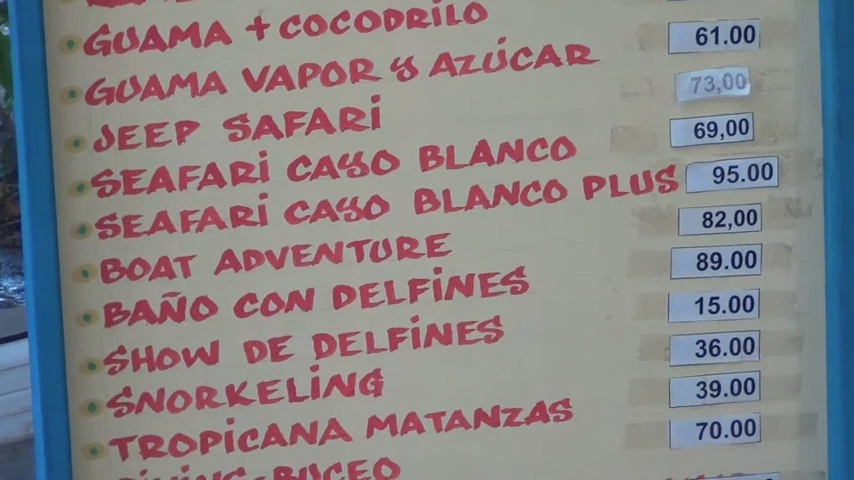 GUAMA + COCODRILO
GUAMA VAPOR Y AZÚCAR 61.00
JEEP SAFARI 73,00
SEAFARI CAYO BLANCO 69,00
SEAFARI CAYO BLANCO PLUS 95.00
BOAT ADVENTURE 82,00
BAÑO CON DELFINES 89.00
SHOW DE DELFINES 15.00
SNORKELING 36.00
TROPICANA MATANZAS 39.00
DIVING-BUCEO 70.00